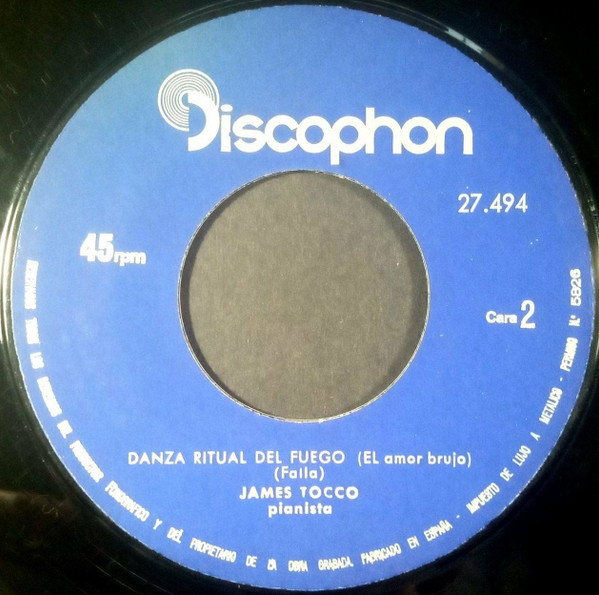 Discophon
27.494
45rpm
Cara 2
DANZA RITUAL DEL FUEGO (EL amor brujo)
(Falla)
JAMES TOCCO
pianista
RESERVADOS TODOS LOS DERECHOS DEL PRODUCTOR FONOGRAFICO Y DEL PROPIETARIO DE LA OBRA GRABADA. FABRICADO EN ESPAÑA - IMPUESTO DE LUJO A METALICO - PERMISO N.º 5926